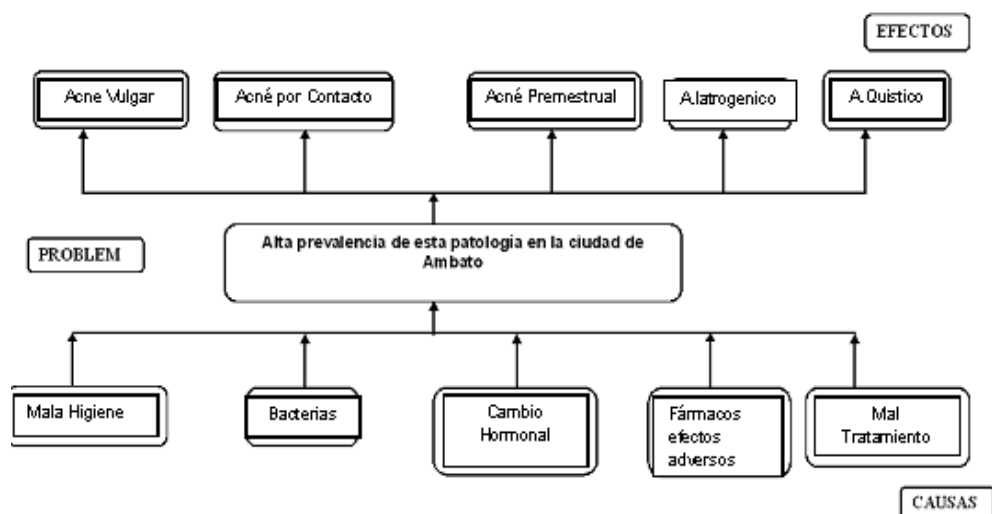 EFECTOS
Acne Vulgar
Acné por Contacto
Acné Premestrual
A.Iatrogenico
A.Quistico
Alta prevalencia de esta patología en la ciudad de
Ambato
PROBLEM
Mala Higiene
Bacterias
Cambio
Hormonal
Fármacos
efectos
adversos
Mal
Tratamiento
CAUSAS